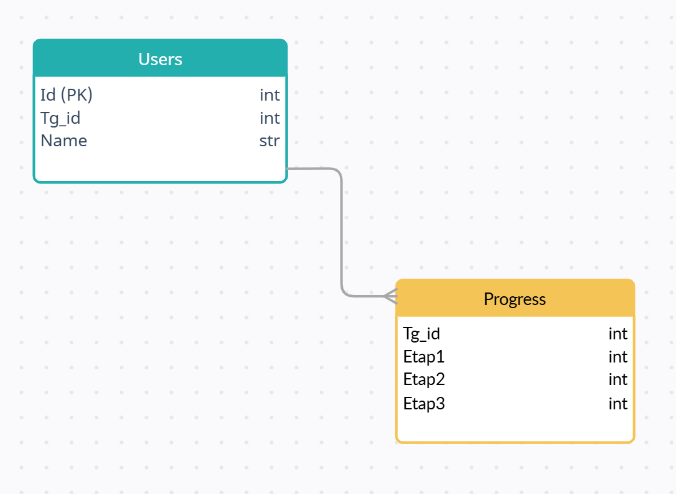 Users
Id (PK) int
Tg_id int
Name str
Progress
Tg_id int
Etap1 int
Etap2 int
Etap3 int